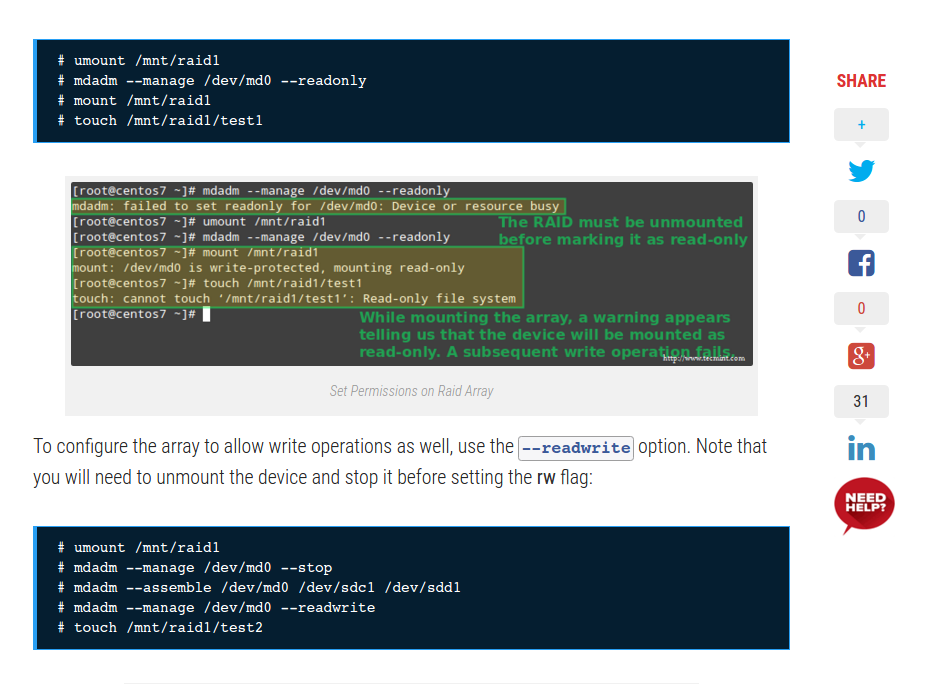 # umount /mnt/raid1
# mdadm --manage /dev/md0 --readonly
# mount /mnt/raid1
# touch /mnt/raid1/test1
[root@centos7 ~]# mdadm --manage /dev/md0 --readonly
mdadm: failed to set readonly for /dev/md0: Device or resource busy
[root@centos7 ~]# umount /mnt/raid1
[root@centos7 ~]# mdadm --manage /dev/md0 --readonly
The RAID must be unmounted
before marking it as read-only
[root@centos7 ~]# mount /mnt/raid1
mount: /dev/md0 is write-protected, mounting read-only
[root@centos7 ~]# touch /mnt/raid1/test1
touch: cannot touch ‘/mnt/raid1/test1’: Read-only file system
[root@centos7 ~]#
While mounting the array, a warning appears
telling us that the device will be mounted as
read-only. A subsequent write operation fails.
http://www.tecmint.com
Set Permissions on Raid Array
To configure the array to allow write operations as well, use the --readwrite option. Note that
you will need to unmount the device and stop it before setting the rw flag:
# umount /mnt/raid1
# mdadm --manage /dev/md0 --stop
# mdadm --assemble /dev/md0 /dev/sdc1 /dev/sdd1
# mdadm --manage /dev/md0 --readwrite
# touch /mnt/raid1/test2
SHARE
+
0
0
31
NEED
HELP?